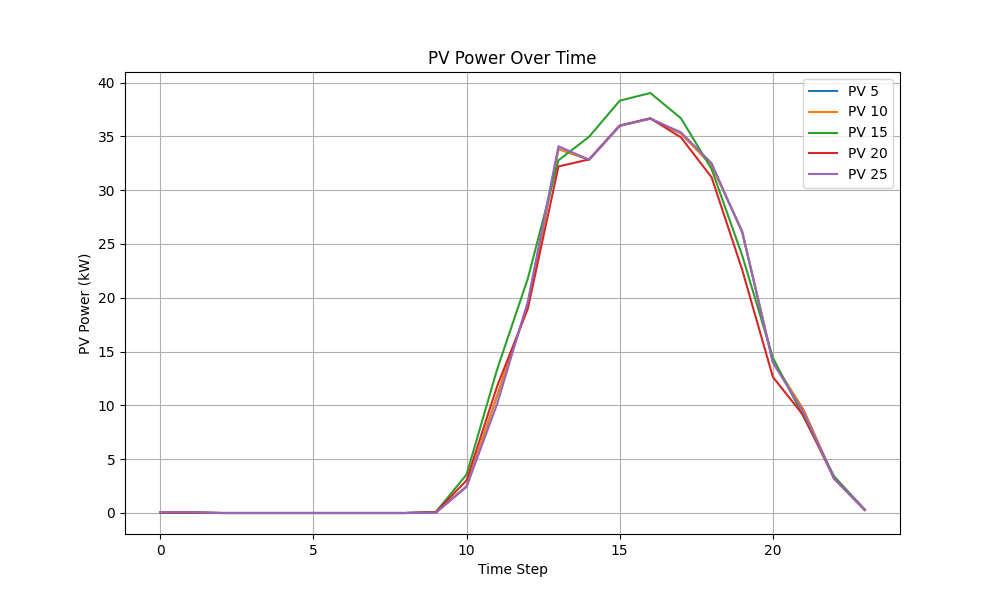 PV Power Over Time
PV Power (kW)
40
35
30
25
20
15
10
5
0
0 5 10 15 20
Time Step
PV 5
PV 10
PV 15
PV 20
PV 25